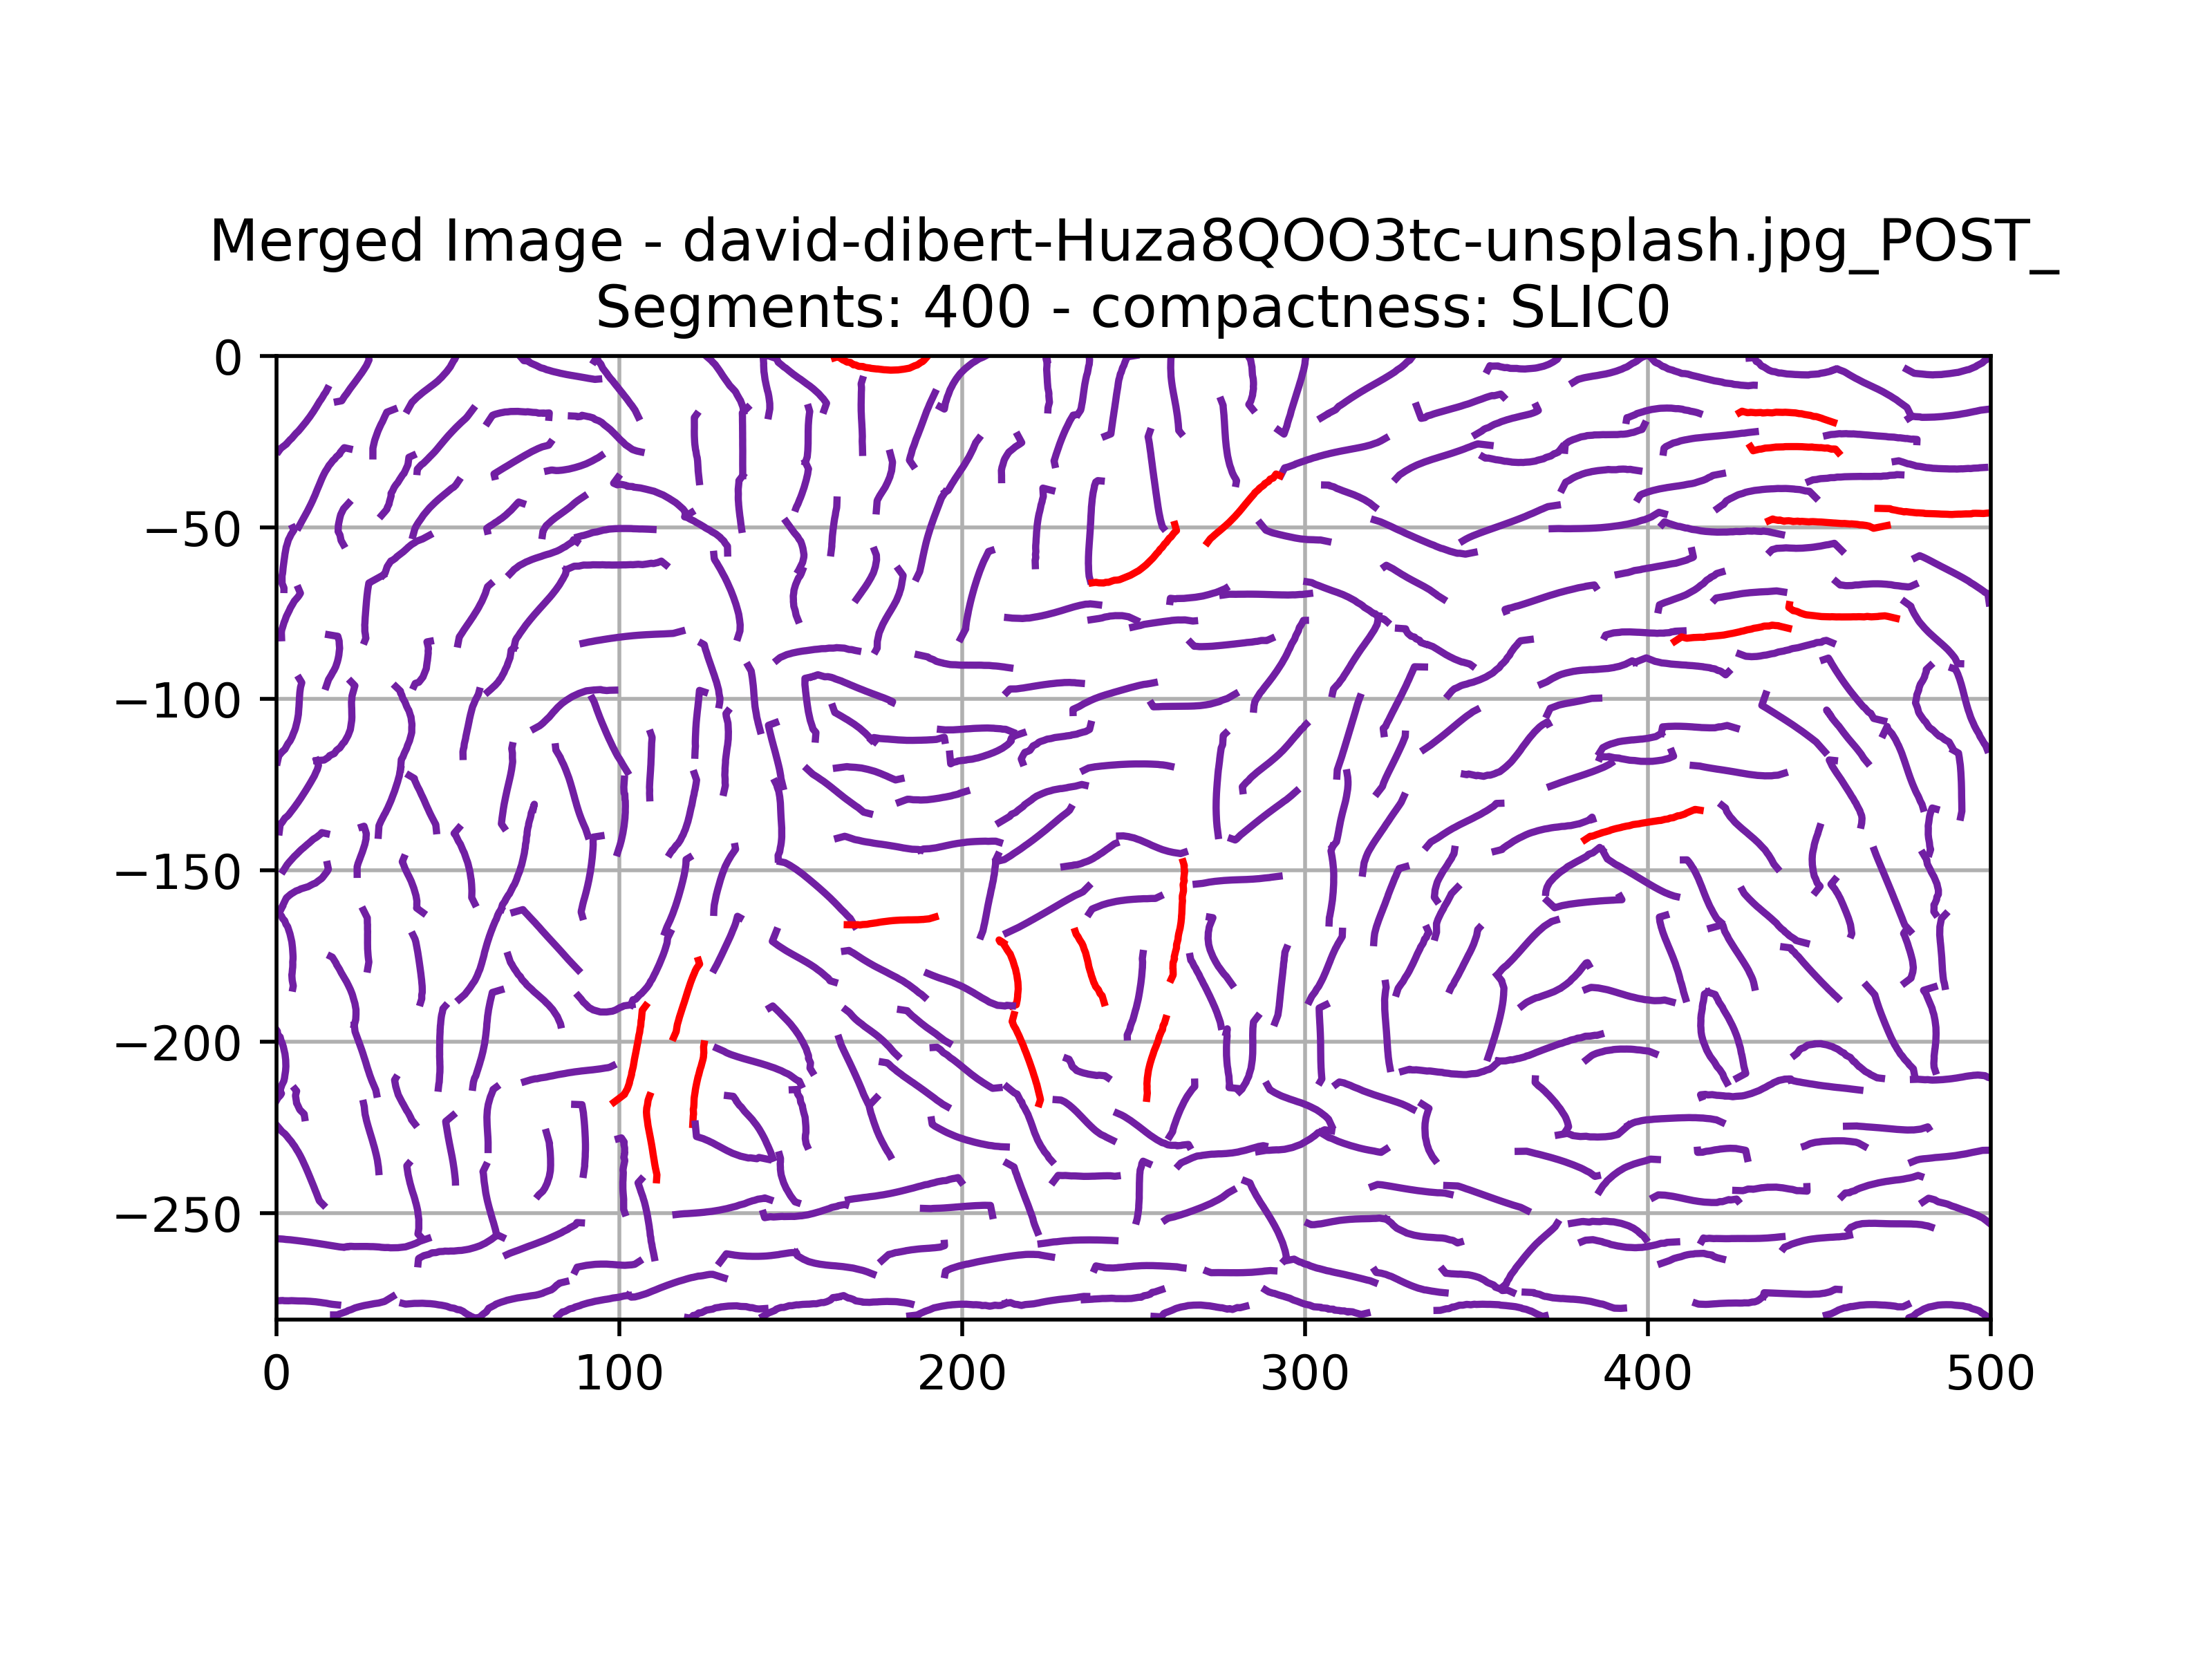 Merged Image - david-dibert-Huza8QOO3tc-unsplash.jpg_POST_
Segments: 400 - compactness: SLIC0
0
−50
−100
−150
−200
−250
0 100 200 300 400 500